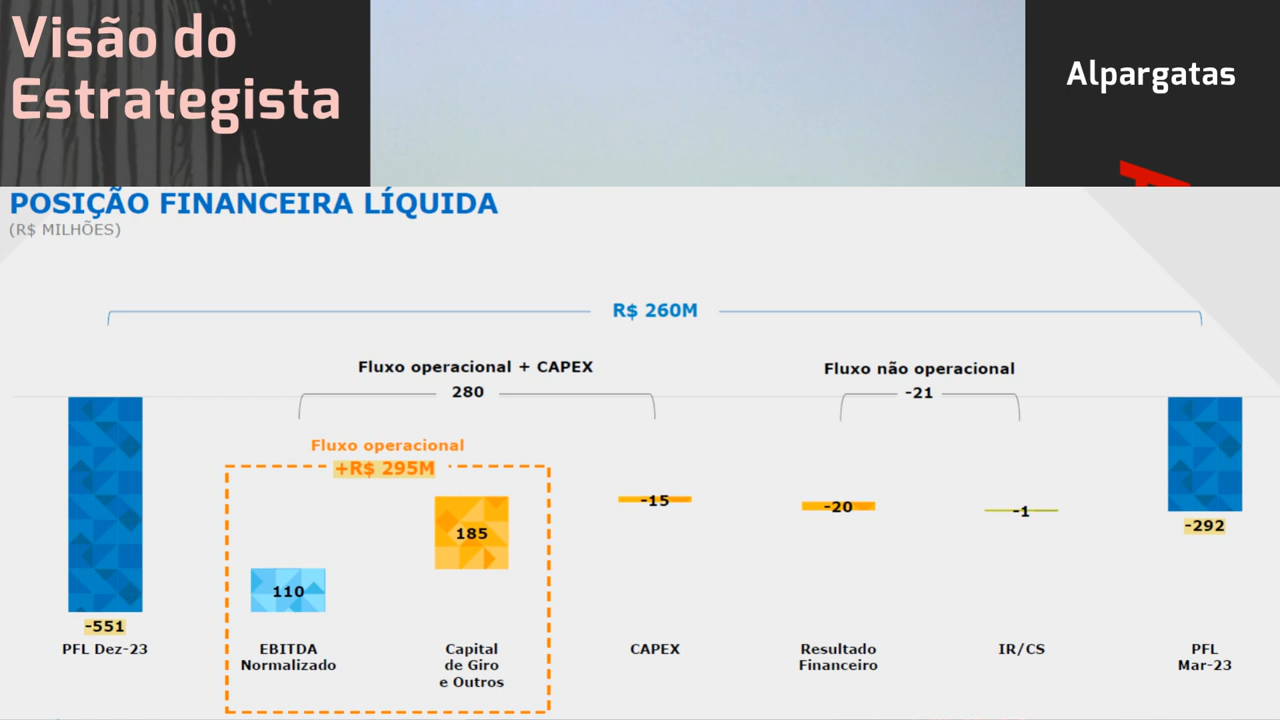 Visão do
Estrategista
Alpargatas
POSIÇÃO FINANCEIRA LÍQUIDA
(R$ MILHÕES)
R$ 260M
Fluxo operacional + CAPEX
280
Fluxo não operacional
-21
Fluxo operacional
+R$ 295M
-551
110
185
-15
-20
-1
-292
PFL Dez-23
EBITDA
Normalizado
Capital
de Giro
e Outros
CAPEX
Resultado
Financeiro
IR/CS
PFL
Mar-23